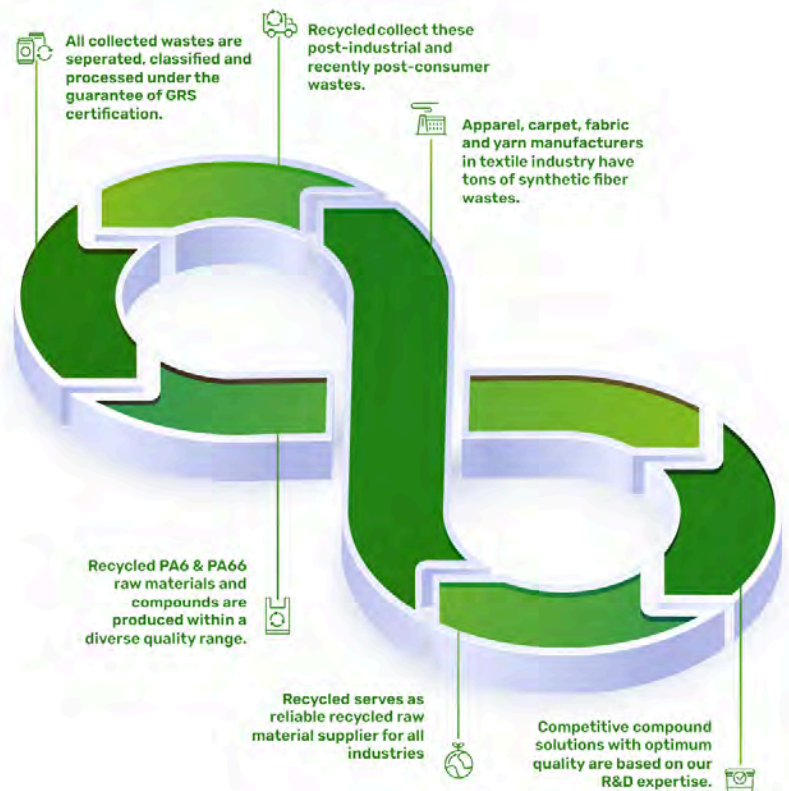 All collected wastes are
seperated, classified and
processed under the
guarantee of GRS
certification.
Recycled collect these
post-industrial and
recently post-consumer
wastes.
Apparel, carpet, fabric
and yarn manufacturers
in textile industry have
tons of synthetic fiber
wastes.
Recycled PA6 & PA66
raw materials and
compounds are
produced within a
diverse quality range.
Recycled serves as
reliable recycled raw
material supplier for all
industries
Competitive compound
solutions with optimum
quality are based on our
R&D expertise.